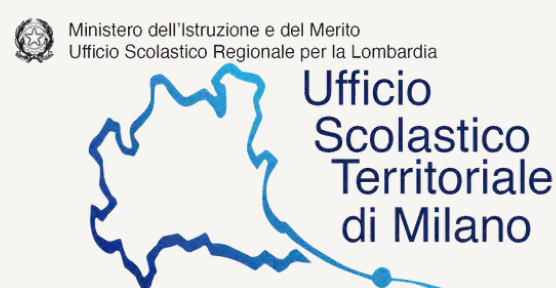 Ministero dell'Istruzione e del Merito
Ufficio Scolastico Regionale per la Lombardia
Ufficio
Scolastico
Territoriale
di Milano